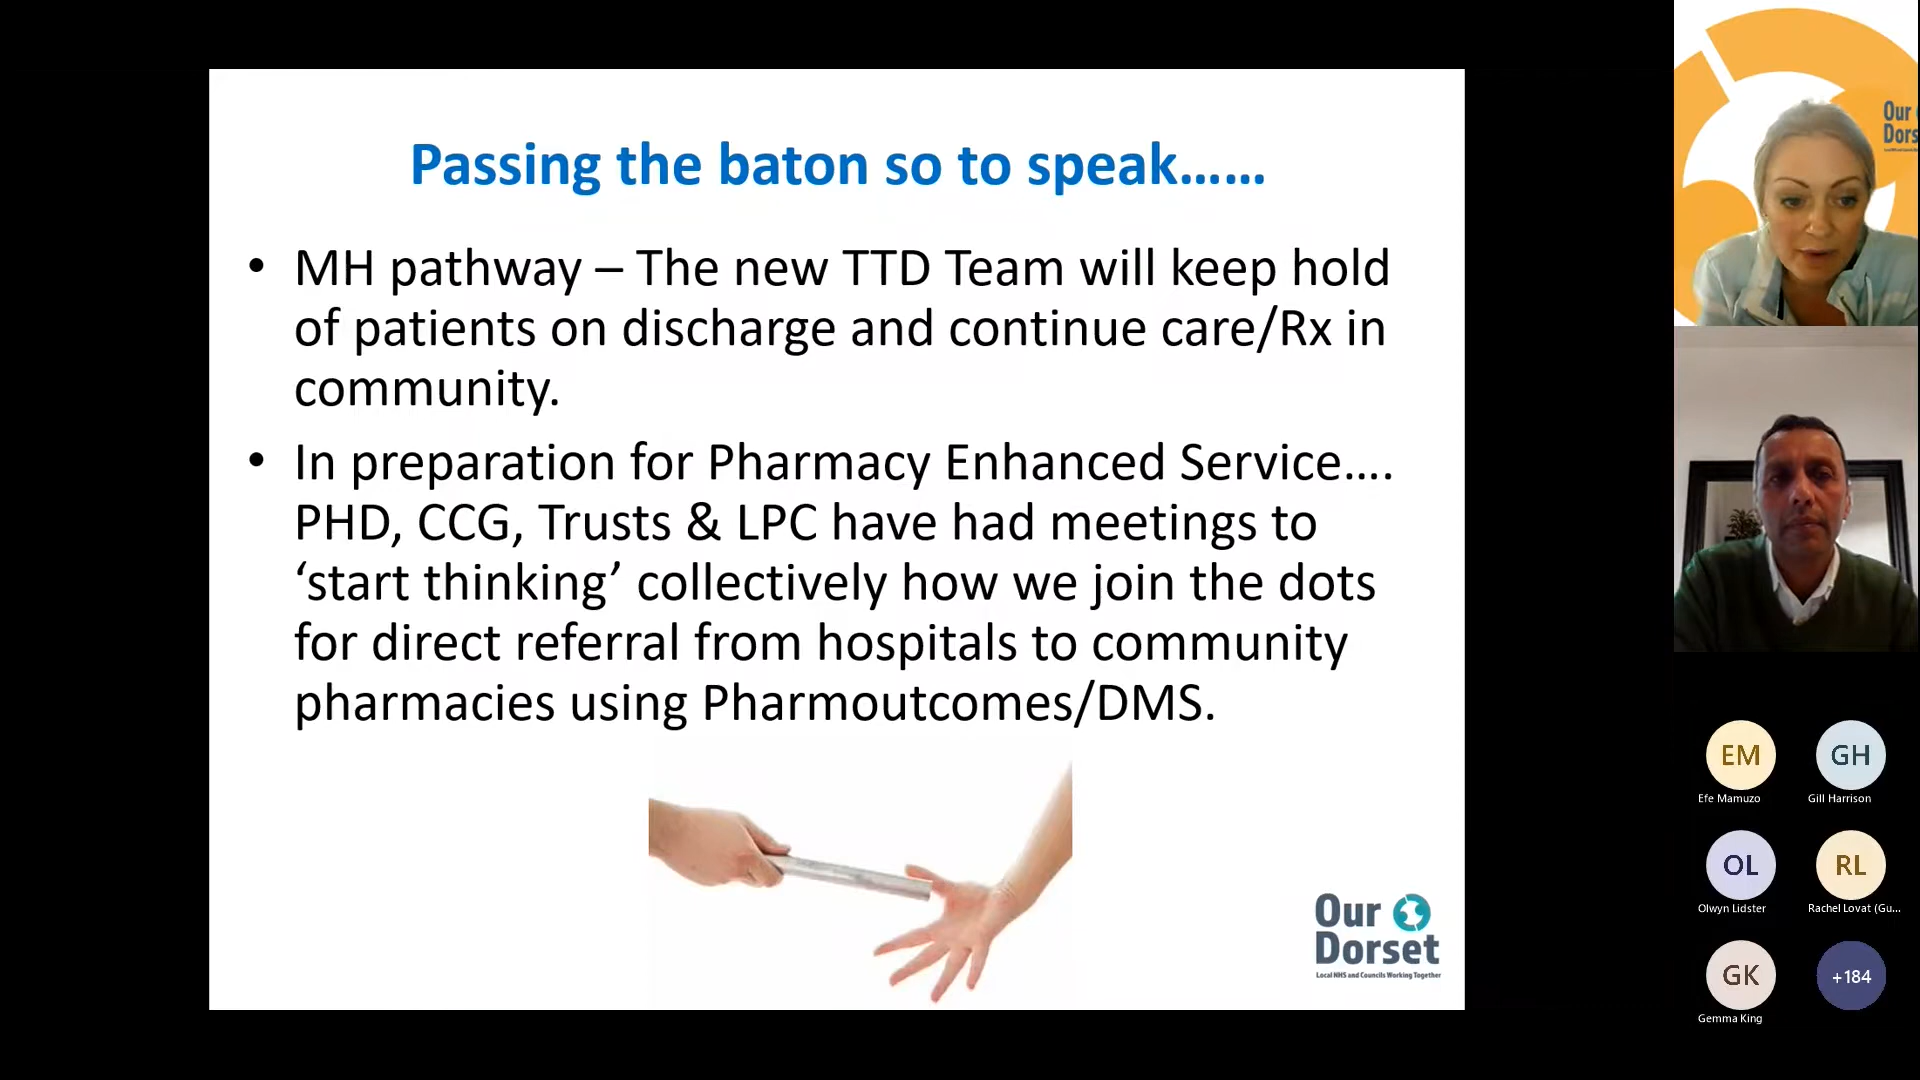 Passing the baton so to speak……
• MH pathway – The new TTD Team will keep hold
of patients on discharge and continue care/Rx in
community.
• In preparation for Pharmacy Enhanced Service….
PHD, CCG, Trusts & LPC have had meetings to
‘start thinking’ collectively how we join the dots
for direct referral from hospitals to community
pharmacies using Pharmoutcomes/DMS.
Our
Dorset
Local NHS and Councils Working Together
Our
Dors
EM
Efe Mamuzo
GH
Gill Harrison
OL
Olwyn Lidster
RL
Rachel Lovat (Gu...
GK
Gemma King
+184